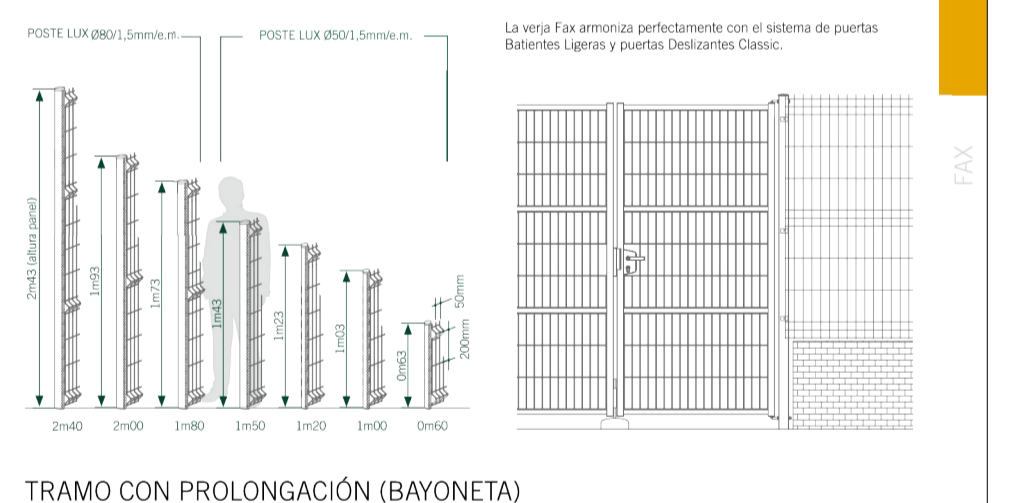 POSTE LUX Ø80/1,5mm/e.m.
POSTE LUX Ø50/1,5mm/e.m.
La verja Fax armoniza perfectamente con el sistema de puertas
Batientes Ligeras y puertas Deslizantes Classic.
FAX
2m43 (altura panel)
1m93
1m73
1m43
1m23
1m03
0m63
50mm
200mm
2m40
2m00
1m80
1m50
1m20
1m00
0m60
TRAMO CON PROLONGACIÓN (BAYONETA)